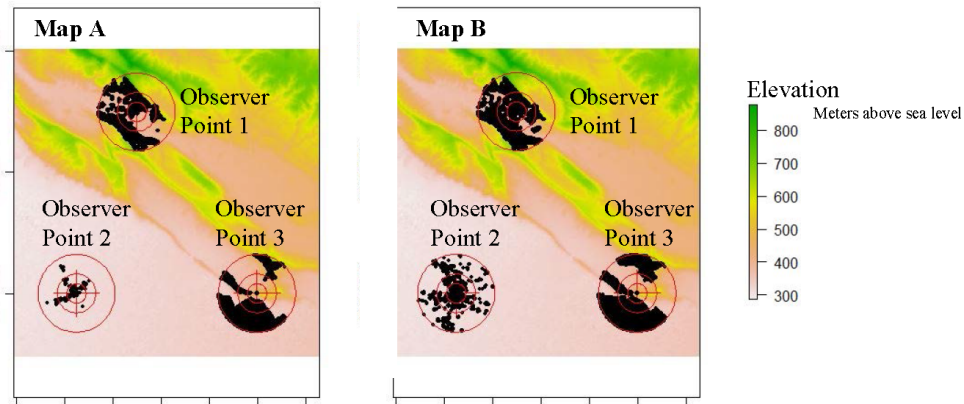 Map A
Observer
Point 1
Observer
Point 2
Observer
Point 3
Map B
Observer
Point 1
Observer
Point 2
Observer
Point 3
Elevation
Meters above sea level
800
700
600
500
400
300